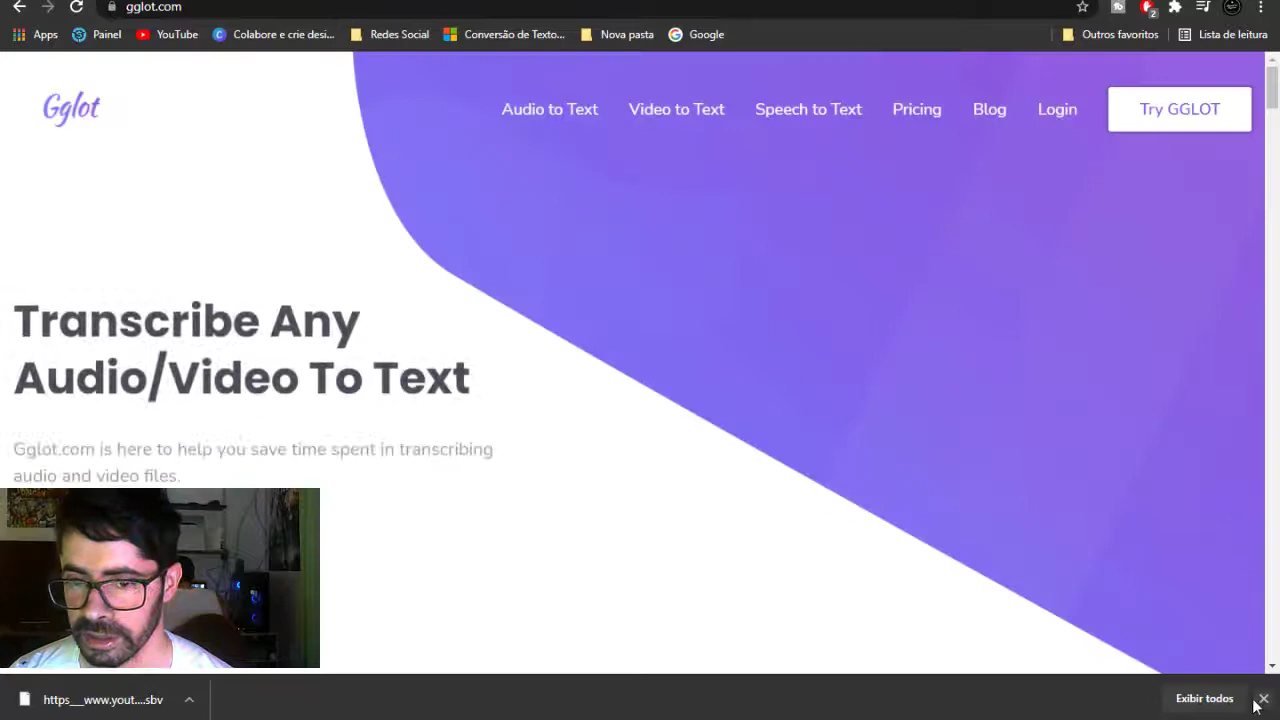 gglot.com
2
Apps Painel YouTube Colabore e crie desi... Redes Social Conversão de Texto... Nova pasta Google Outros favoritos Lista de leitura
Gglot Audio to Text Video to Text Speech to Text Pricing Blog Login Try GGLOT
Transcribe Any
Audio/Video To Text
Gglot.com is here to help you save time spent in transcribing
audio and video files.
https__www.yout....sbv Exibir todos